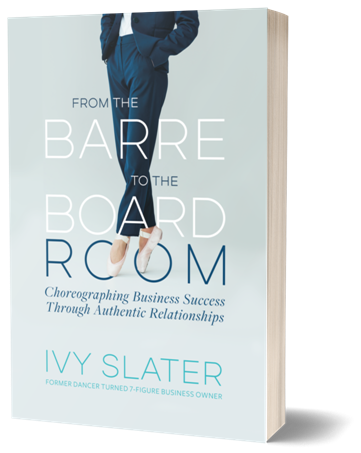 FROM THE
BARRE
TO THE
BOARD
ROOM
Choreographing Business Success
Through Authentic Relationships
IVY SLATER
FORMER DANCER TURNED 7-FIGURE BUSINESS OWNER